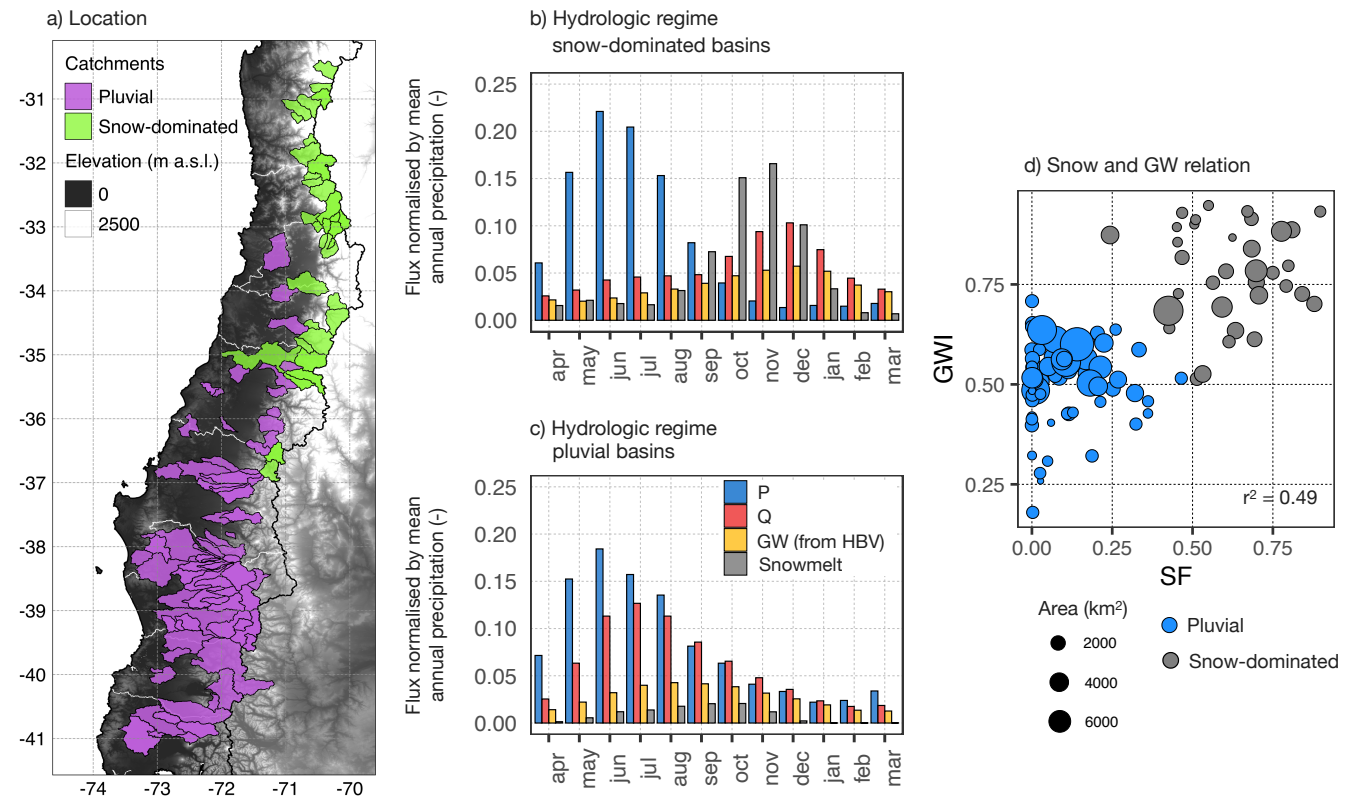 a) Location
Catchments
Pluvial
Snow-dominated
Elevation (m a.s.l.)
0
2500
-31
-32
-33
-34
-35
-36
-37
-38
-39
-40
-41
-74 -73 -72 -71 -70
b) Hydrologic regime
snow-dominated basins
Flux normalised by mean
annual precipitation (-)
0.25
0.20
0.15
0.10
0.05
0.00
apr may jun jul aug sep oct nov dec jan feb mar
c) Hydrologic regime
pluvial basins
Flux normalised by mean
annual precipitation (-)
0.25
0.20
0.15
0.10
0.05
0.00
P
Q
GW (from HBV)
Snowmelt
apr may jun jul aug sep oct nov dec jan feb mar
d) Snow and GW relation
GWI
0.75
0.50
0.25
r² = 0.49
0.00 0.25 0.50 0.75
SF
Area (km²)
2000
4000
6000
Pluvial
Snow-dominated